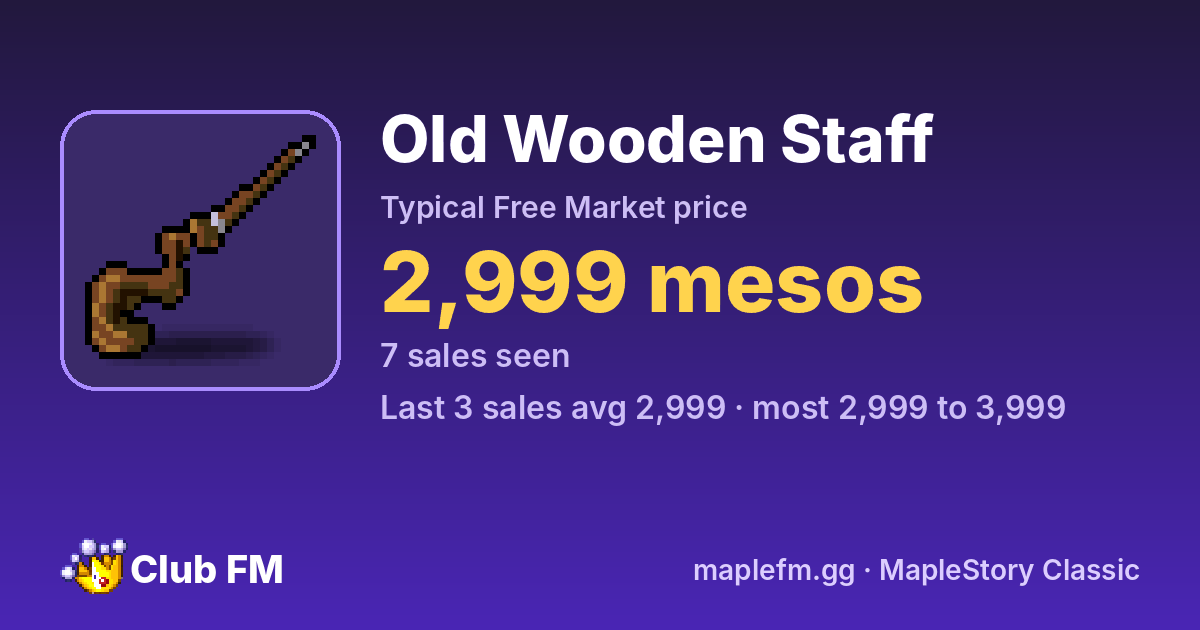 Old Wooden Staff
Typical Free Market price
2,999 mesos
7 sales seen
Last 3 sales avg 2,999 · most 2,999 to 3,999
Club FM
maplefm.gg · MapleStory Classic